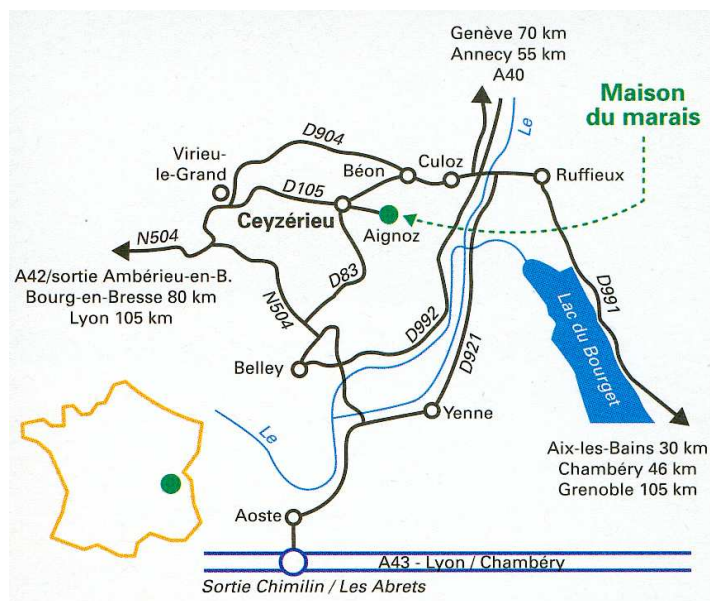 Genève 70 km
Annecy 55 km
A40
Maison
du marais
Le
D904
Virieu-
le-Grand
Béon
Culoz
Ruffieux
D105
Ceyzérieu
Aignoz
N504
A42/sortie Ambérieu-en-B.
Bourg-en-Bresse 80 km
Lyon 105 km
D83
N504
D992
D921
D991
Lac du Bourget
Belley
Yenne
Le
Aix-les-Bains 30 km
Chambéry 46 km
Grenoble 105 km
Aoste
A43 - Lyon / Chambéry
Sortie Chimilin / Les Abrets